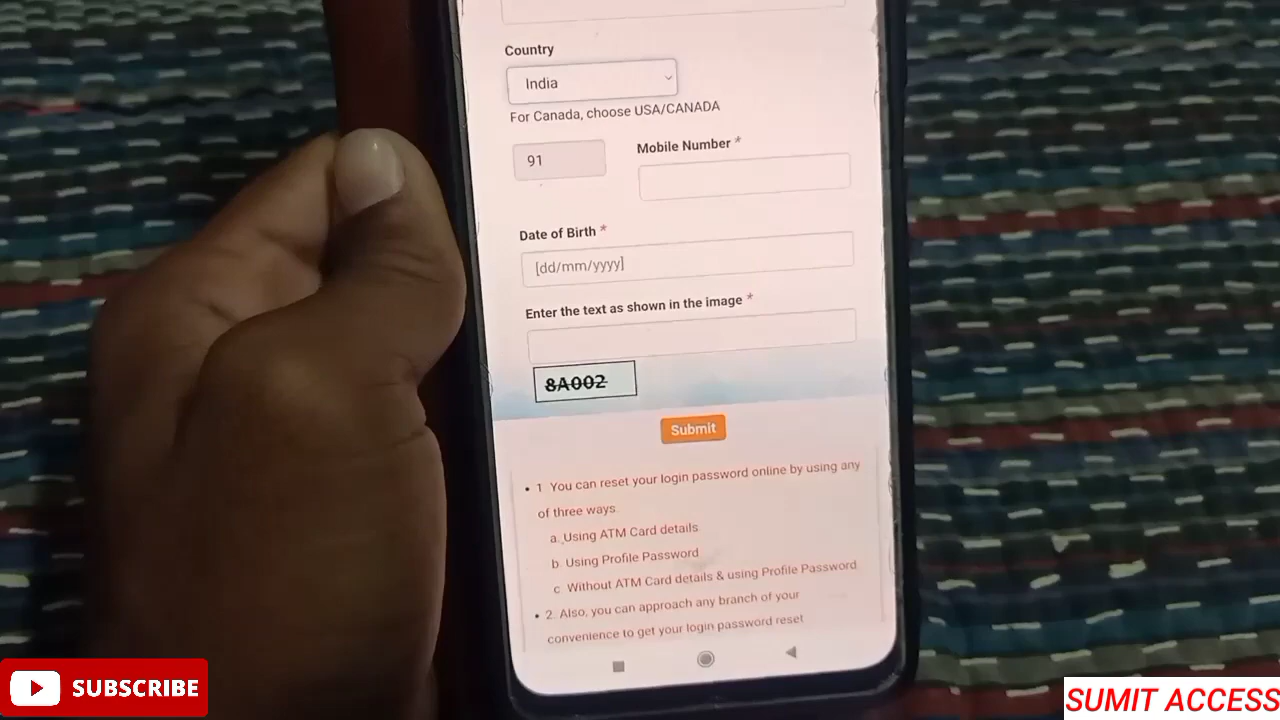 Country
India
For Canada, choose USA/CANADA
91
Mobile Number *
Date of Birth *
[dd/mm/yyyy]
Enter the text as shown in the image *
8A002
Submit
• 1 You can reset your login password online by using any
of three ways.
a. Using ATM Card details
b. Using Profile Password
c Without ATM Card details & using Profile Password
• 2. Also, you can approach any branch of your
convenience to get your login password reset
SUBSCRIBE
SUMIT ACCESS